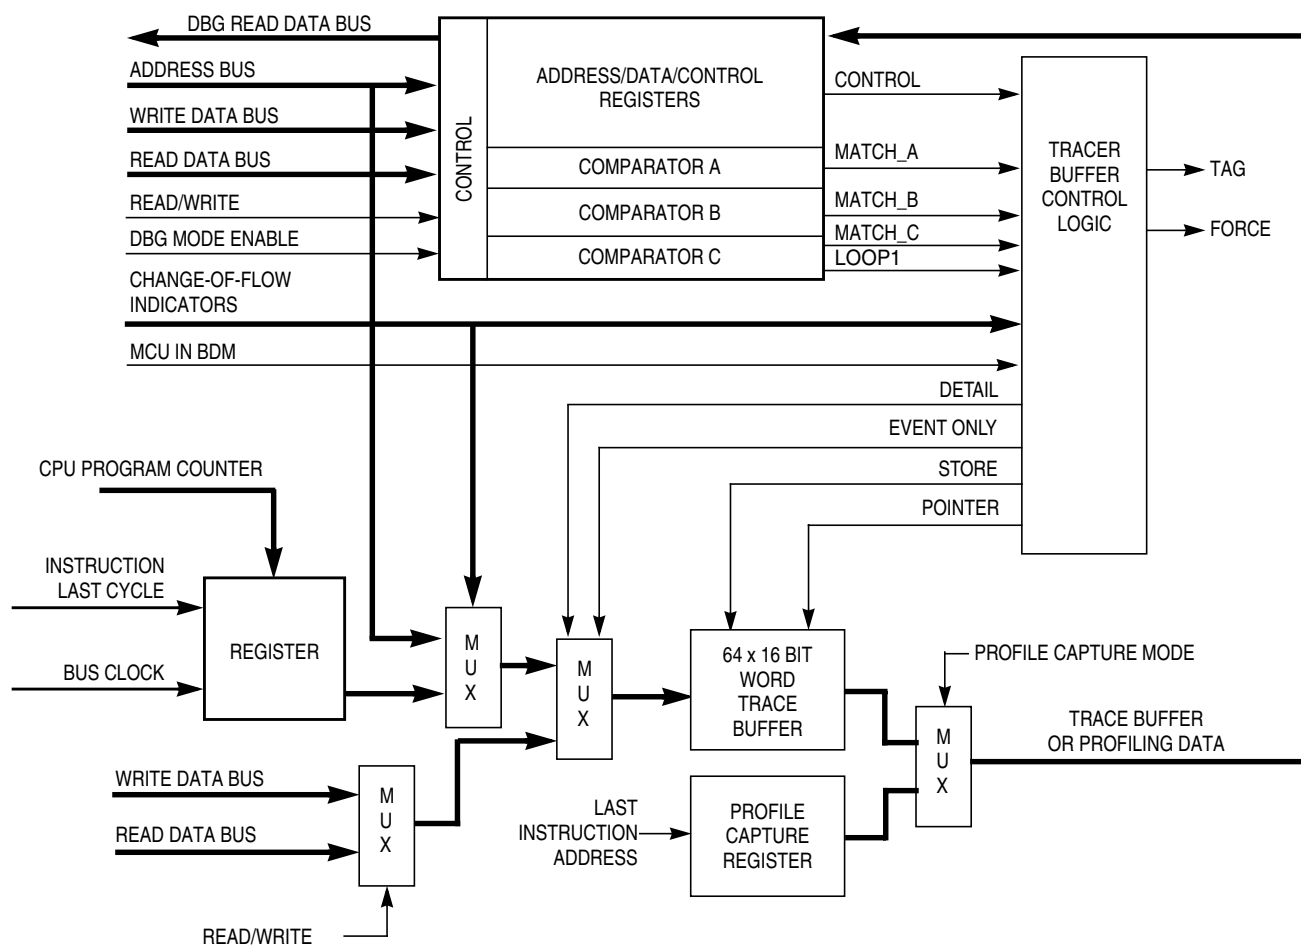 DBG READ DATA BUS
ADDRESS BUS
WRITE DATA BUS
READ DATA BUS
READ/WRITE
DBG MODE ENABLE
CHANGE-OF-FLOW
INDICATORS
MCU IN BDM
CONTROL
ADDRESS/DATA/CONTROL
REGISTERS
COMPARATOR A
COMPARATOR B
COMPARATOR C
CONTROL
MATCH_A
MATCH_B
MATCH_C
LOOP1
TRACER
BUFFER
CONTROL
LOGIC
TAG
FORCE
DETAIL
EVENT ONLY
STORE
POINTER
CPU PROGRAM COUNTER
INSTRUCTION
LAST CYCLE
BUS CLOCK
REGISTER
M
U
X
M
U
X
64 x 16 BIT
WORD
TRACE
BUFFER
PROFILE CAPTURE MODE
M
U
X
TRACE BUFFER
OR PROFILING DATA
WRITE DATA BUS
READ DATA BUS
M
U
X
READ/WRITE
LAST
INSTRUCTION
ADDRESS
PROFILE
CAPTURE
REGISTER